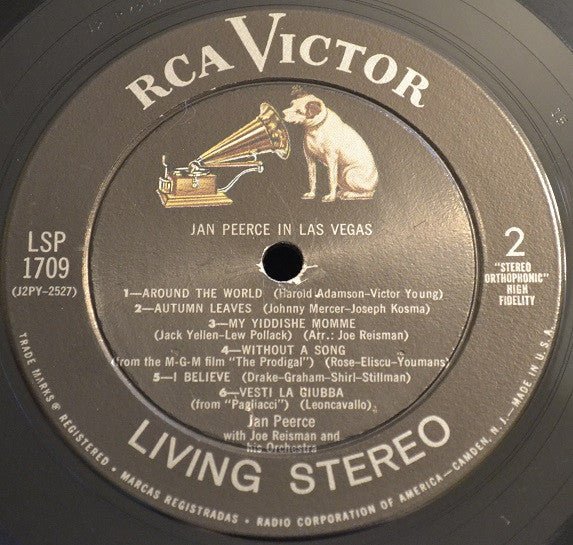 RCA VICTOR
JAN PEERCE IN LAS VEGAS
LSP
1709
(J2PY-2527)
2
"STEREO
ORTHOPHONIC"
HIGH
FIDELITY
1—AROUND THE WORLD (Harold Adamson-Victor Young)
2—AUTUMN LEAVES (Johnny Mercer-Joseph Kosma)
3—MY YIDDISHE MOMME
(Jack Yellen-Lew Pollack) (Arr.: Joe Reisman)
4—WITHOUT A SONG
(from the M-G-M film "The Prodigal") (Rose-Eliscu-Youmans)
5—I BELIEVE (Drake-Graham-Shirl-Stillman)
6—VESTI LA GIUBBA
(from "Pagliacci") (Leoncavallo)
Jan Peerce
with Joe Reisman and
his Orchestra
LIVING STEREO
TRADE MARKS ® REGISTERED • MARCAS REGISTRADAS • RADIO CORPORATION OF AMERICA—CAMDEN, N.J. • MADE IN U.S.A.